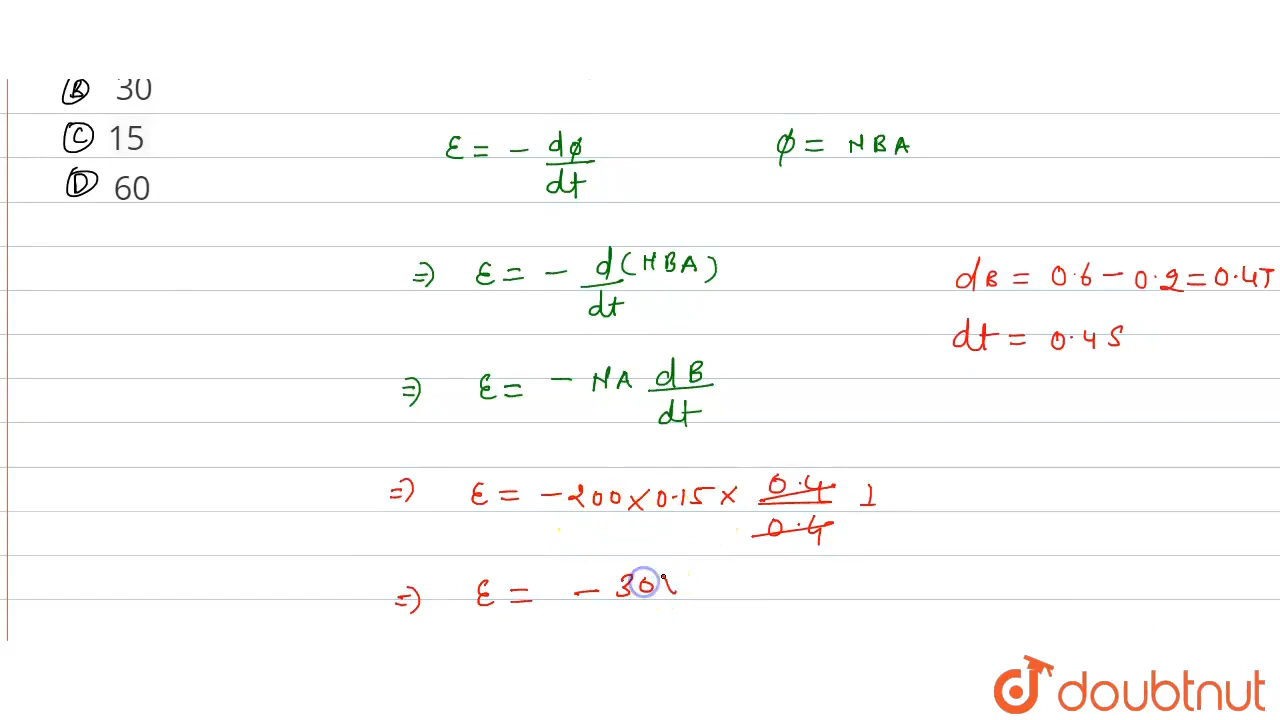 B 30
C 15
D 60
ε = - dφ/dt φ = NBA
⇒ ε = - d(NBA)/dt
dB = 0.6 - 0.2 = 0.4T
dt = 0.4 S
⇒ ε = - NA dB/dt
⇒ ε = - 200 × 0.15 × 0.4/0.4 1
⇒ ε = - 30V
doubtnut